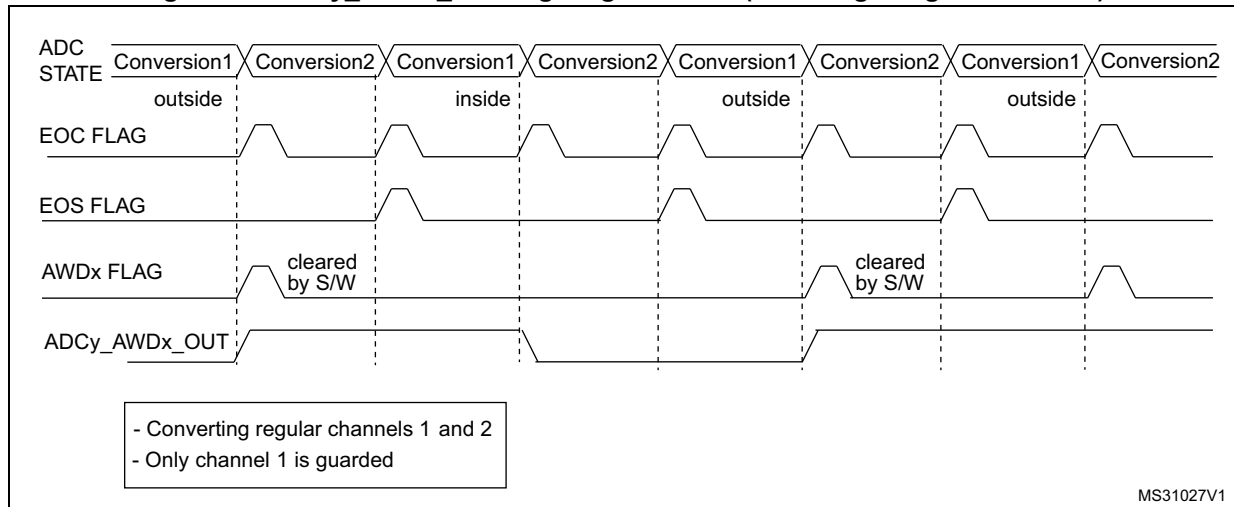 ADC
STATE
Conversion1 Conversion2 Conversion1 Conversion2 Conversion1 Conversion2 Conversion1 Conversion2
outside inside outside outside
EOC FLAG
EOS FLAG
AWDx FLAG
cleared
by S/W
cleared
by S/W
ADCy_AWDx_OUT
- Converting regular channels 1 and 2
- Only channel 1 is guarded
MS31027V1